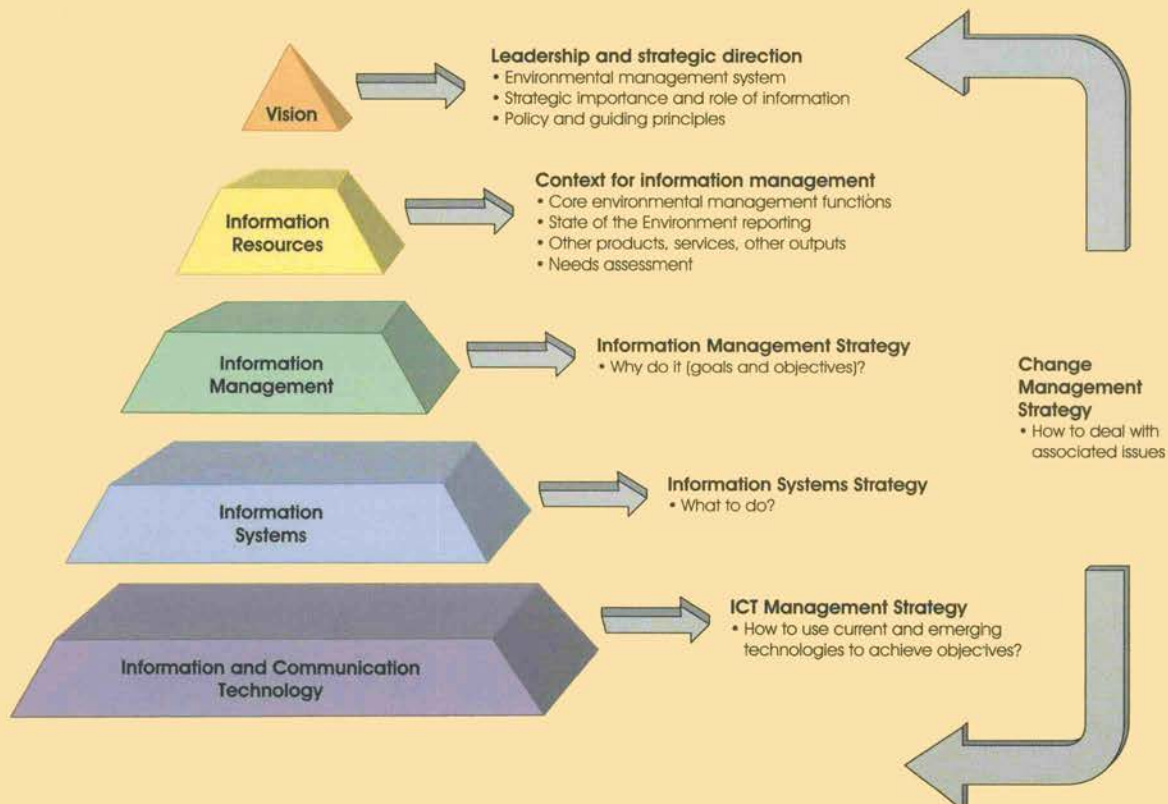 Vision
Leadership and strategic direction
• Environmental management system
• Strategic importance and role of information
• Policy and guiding principles
Information
Resources
Context for information management
• Core environmental management functions
• State of the Environment reporting
• Other products, services, other outputs
• Needs assessment
Information
Management
Information Management Strategy
• Why do it (goals and objectives)?
Change
Management
Strategy
• How to deal with
associated issues
Information
Systems
Information Systems Strategy
• What to do?
Information and Communication
Technology
ICT Management Strategy
• How to use current and emerging
technologies to achieve objectives?